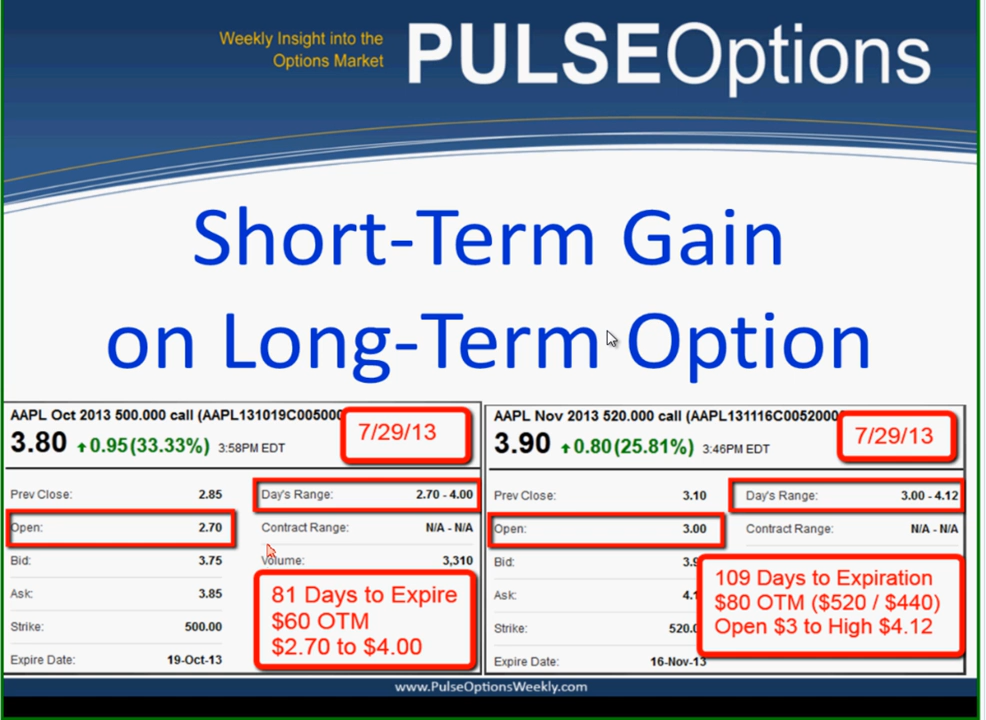 Weekly Insight into the
Options Market
PULSEOptions
Short-Term Gain
on Long-Term Option
AAPL Oct 2013 500.000 call (AAPL131019C005000
3.80 0.95(33.33%) 3:58PM EDT
7/29/13
Prev Close: 2.85
Day's Range: 2.70 - 4.00
Open: 2.70
Contract Range: N/A - N/A
Bid: 3.75
Volume: 3,310
Ask: 3.85
Strike: 500.00
Expire Date: 19-Oct-13
81 Days to Expire
$60 OTM
$2.70 to $4.00
AAPL Nov 2013 520.000 call (AAPL131116C0052000
3.90 0.80(25.81%) 3:46PM EDT
7/29/13
Prev Close: 3.10
Day's Range: 3.00 - 4.12
Open: 3.00
Contract Range: N/A - N/A
Bid:
Ask:
Strike:
Expire Date: 16-Nov-13
109 Days to Expiration
$80 OTM ($520 / $440)
Open $3 to High $4.12
www.PulseOptionsWeekly.com